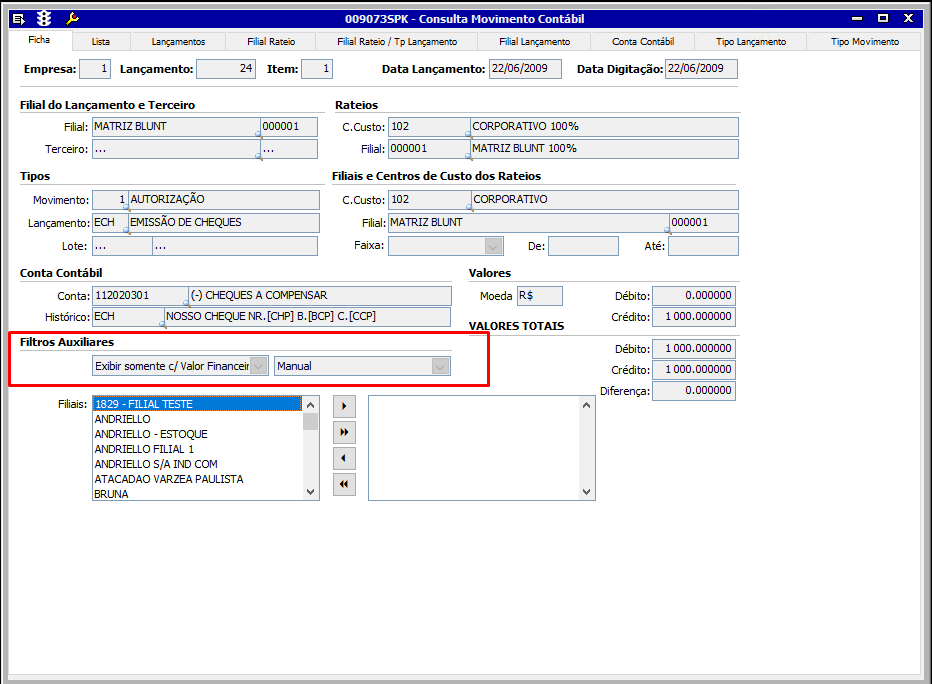 009073SPK - Consulta Movimento Contábil
Ficha Lista Lançamentos Filial Rateio Filial Rateio / Tp Lançamento Filial Lançamento Conta Contábil Tipo Lançamento Tipo Movimento
Empresa: 1 Lançamento: 24 Item: 1 Data Lançamento: 22/06/2009 Data Digitação: 22/06/2009
Filial do Lançamento e Terceiro
Filial: MATRIZ BLUNT 000001
Terceiro: ... ...
Rateios
C.Custo: 102 CORPORATIVO 100%
Filial: 000001 MATRIZ BLUNT 100%
Tipos
Movimento: 1 AUTORIZAÇÃO
Lançamento: ECH EMISSÃO DE CHEQUES
Lote: ... ...
Filiais e Centros de Custo dos Rateios
C.Custo: 102 CORPORATIVO
Filial: MATRIZ BLUNT 000001
Faixa: De: Até:
Conta Contábil
Conta: 112020301 (-) CHEQUES A COMPENSAR
Histórico: ECH NOSSO CHEQUE NR.[CHP] B.[BCP] C.[CCP]
Valores
Moeda R$ Débito: 0.000000
Crédito: 1 000.000000
VALORES TOTAIS
Débito: 1 000.000000
Crédito: 1 000.000000
Diferença: 0.000000
Filtros Auxiliares
Exibir somente c/ Valor Financeir Manual
Filiais: 1829 - FILIAL TESTE
ANDRIELLO
ANDRIELLO - ESTOQUE
ANDRIELLO FILIAL 1
ANDRIELLO S/A IND COM
ATACADAO VARZEA PAULISTA
BRUNA